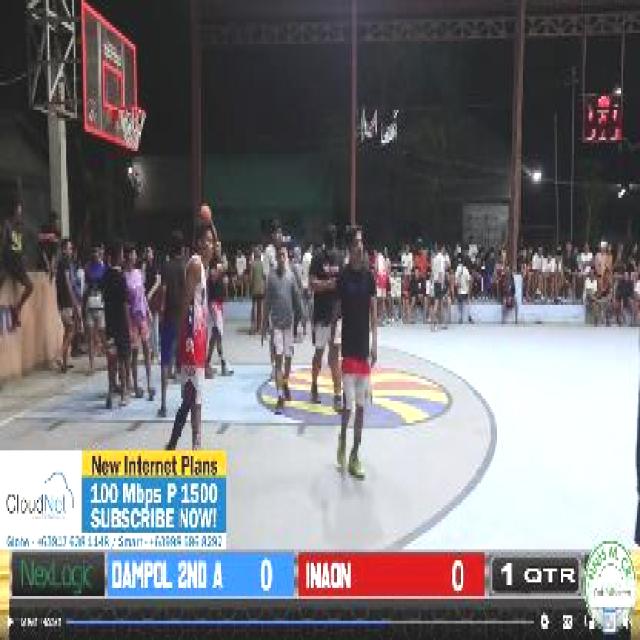 New Internet Plans
CloudNet
100 Mbps P 1500
SUBSCRIBE NOW!
NexLogic
DAMPOL 2ND A 0
INAON 0
1 QTR